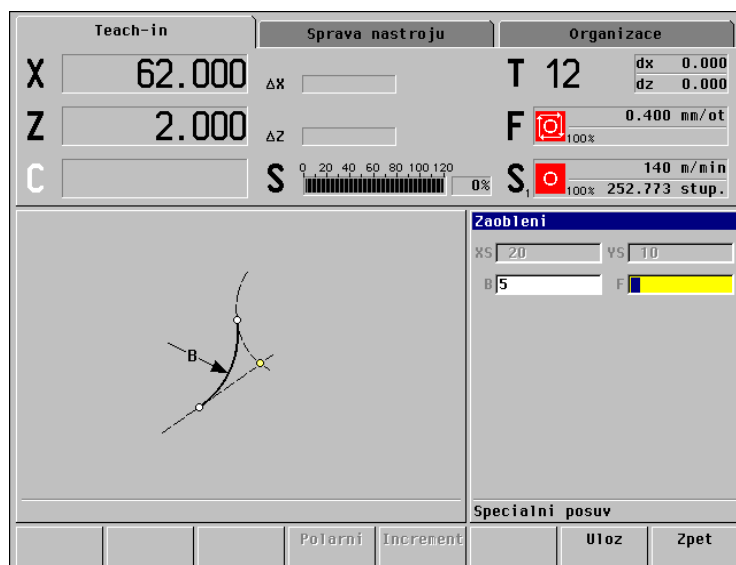 Teach-in Sprava nastroju Organizace
X 62.000 ΔX T 12 dx 0.000
dz 0.000
Z 2.000 ΔZ F 100% 0.400 mm/ot
C S 0 20 40 60 80 100 120 0% S1 100% 140 m/min
252.773 stup.
Zaobleni
XS 20 YS 10
B 5 F
B
Specialni posuv
Polarni Increment Uloz Zpet